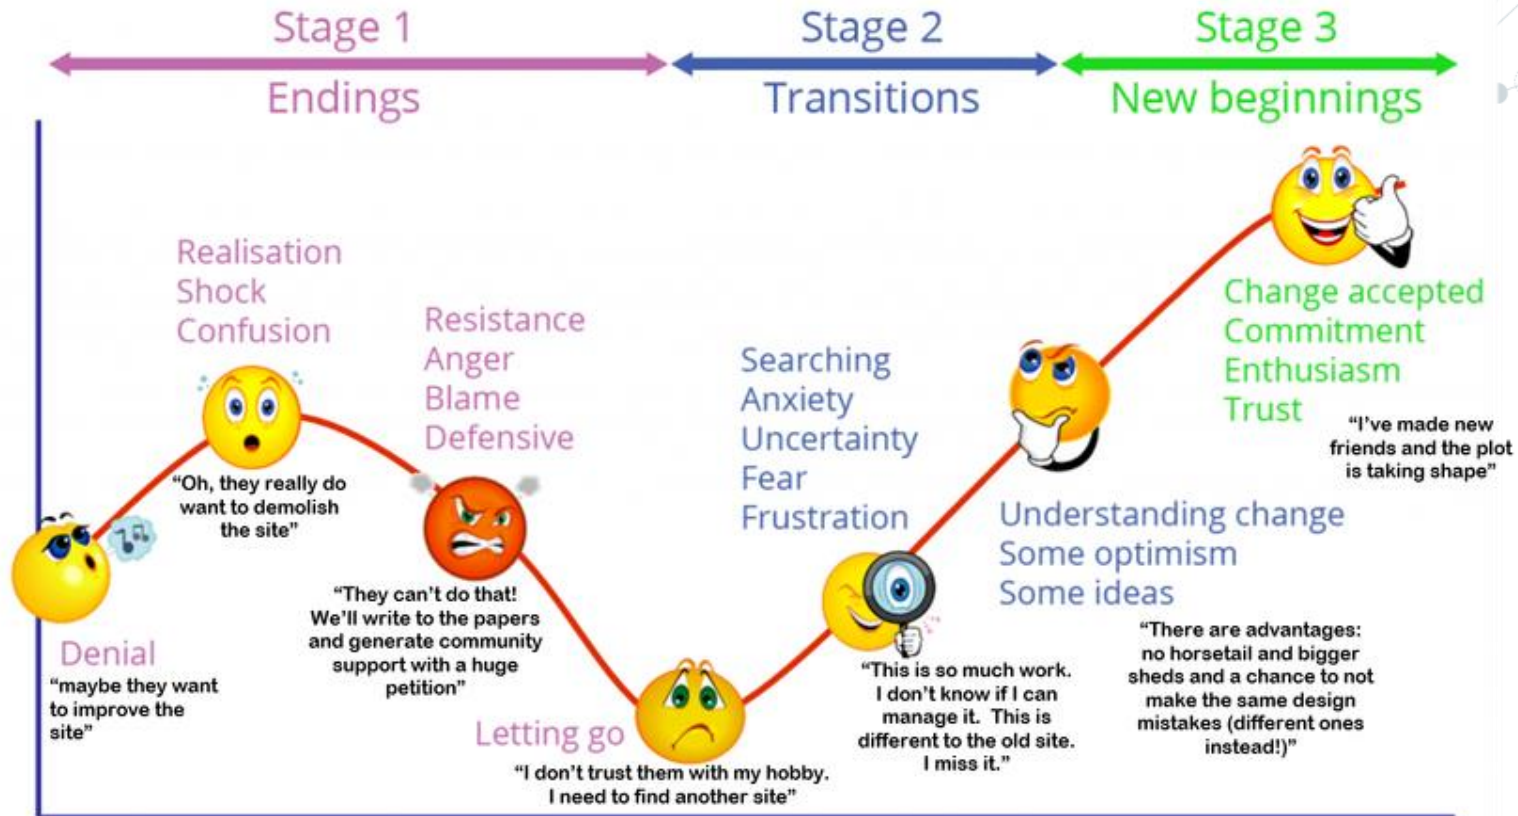 Stage 1
Endings
Stage 2
Transitions
Stage 3
New beginnings
Denial
“maybe they want
to improve the
site”
Realisation
Shock
Confusion
“Oh, they really do
want to demolish
the site”
Resistance
Anger
Blame
Defensive
“They can’t do that!
We’ll write to the papers
and generate community
support with a huge
petition”
Letting go
“I don’t trust them with my hobby.
I need to find another site”
Searching
Anxiety
Uncertainty
Fear
Frustration
“This is so much work.
I don’t know if I can
manage it. This is
different to the old site.
I miss it.”
Understanding change
Some optimism
Some ideas
“There are advantages:
no horsetail and bigger
sheds and a chance to not
make the same design
mistakes (different ones
instead!)”
Change accepted
Commitment
Enthusiasm
Trust
“I’ve made new
friends and the plot
is taking shape”